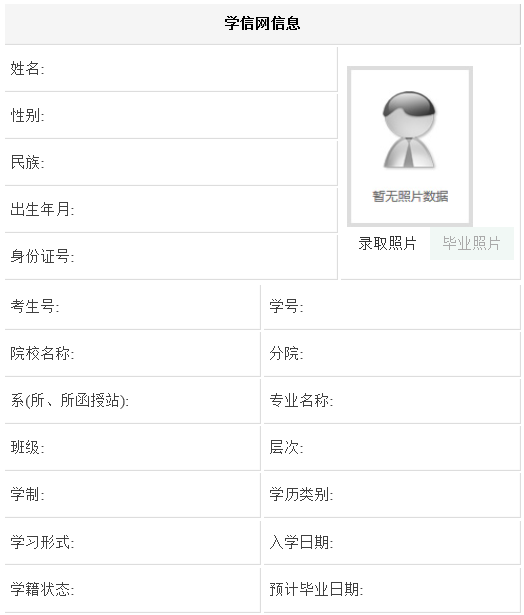 学信网信息
姓名:
性别:
民族:
出生年月:
身份证号:
暂无照片数据
录取照片 毕业照片
考生号: 学号:
院校名称: 分院:
系(所、所函授站): 专业名称:
班级: 层次:
学制: 学历类别:
学习形式: 入学日期:
学籍状态: 预计毕业日期: